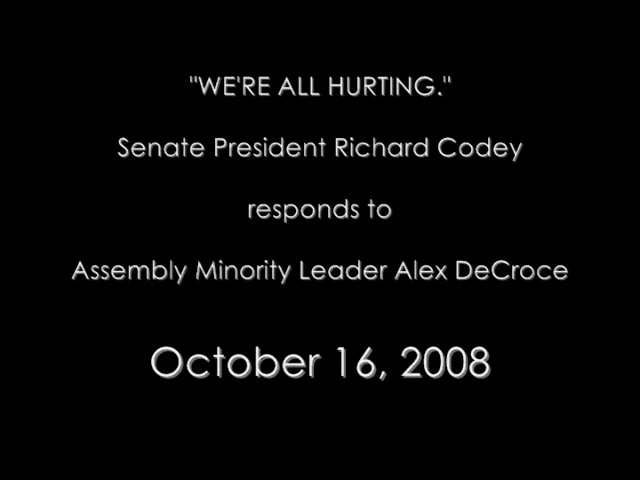 "WE'RE ALL HURTING."
Senate President Richard Codey
responds to
Assembly Minority Leader Alex DeCroce
October 16, 2008